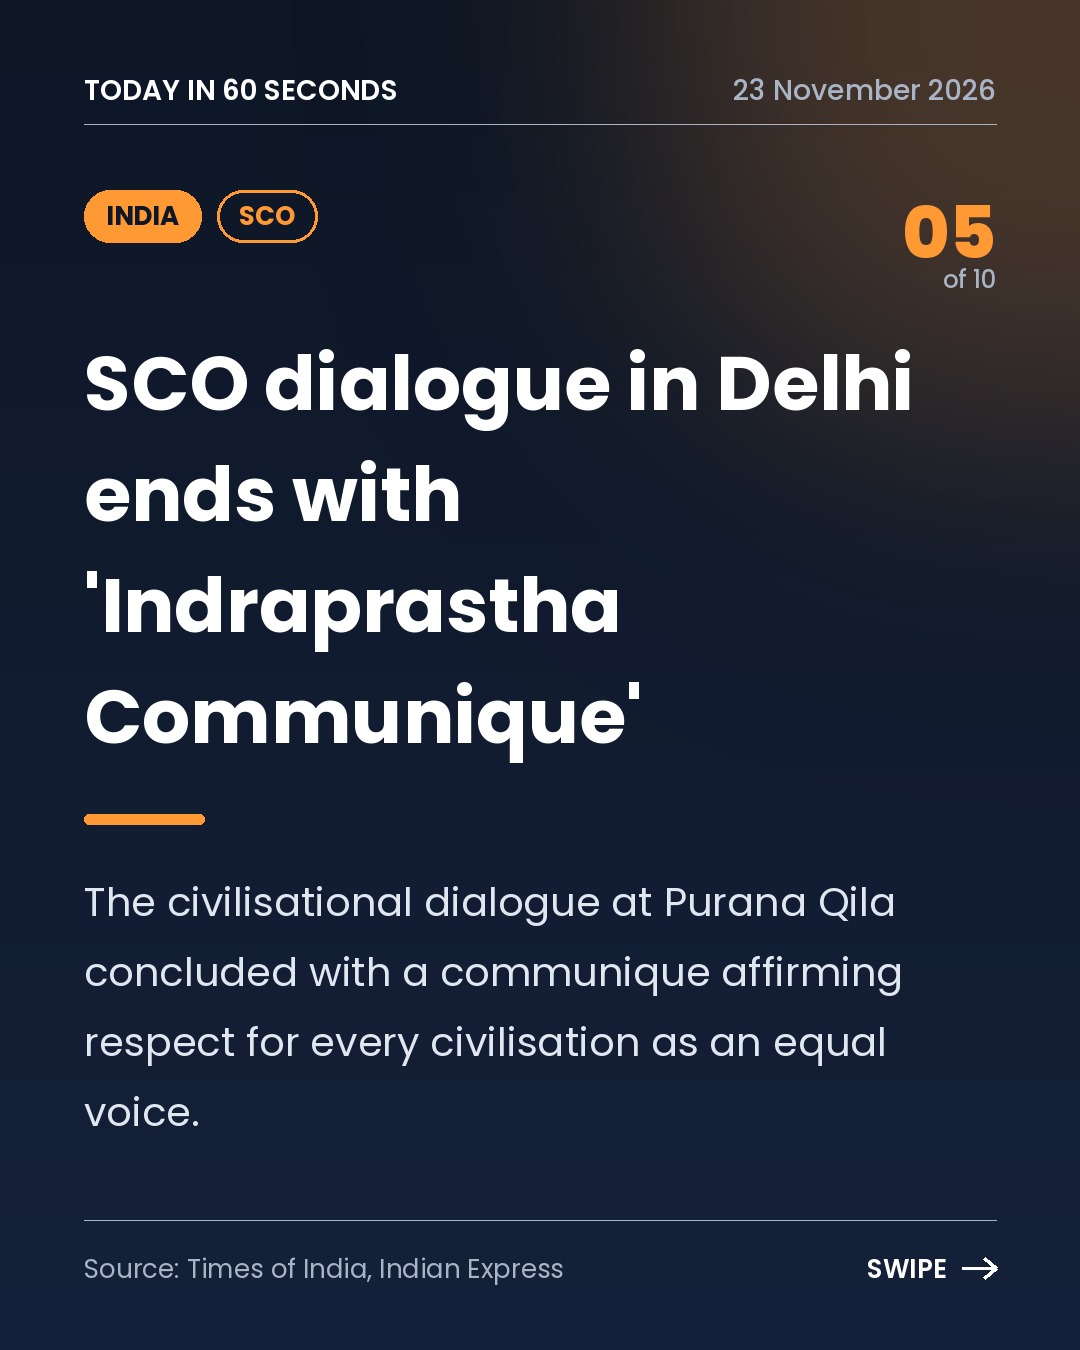 TODAY IN 60 SECONDS
23 November 2026
INDIA
SCO
05
of 10
SCO dialogue in Delhi
ends with
'Indraprastha
Communique'
The civilisational dialogue at Purana Qila
concluded with a communique affirming
respect for every civilisation as an equal
voice.
Source: Times of India, Indian Express
SWIPE →